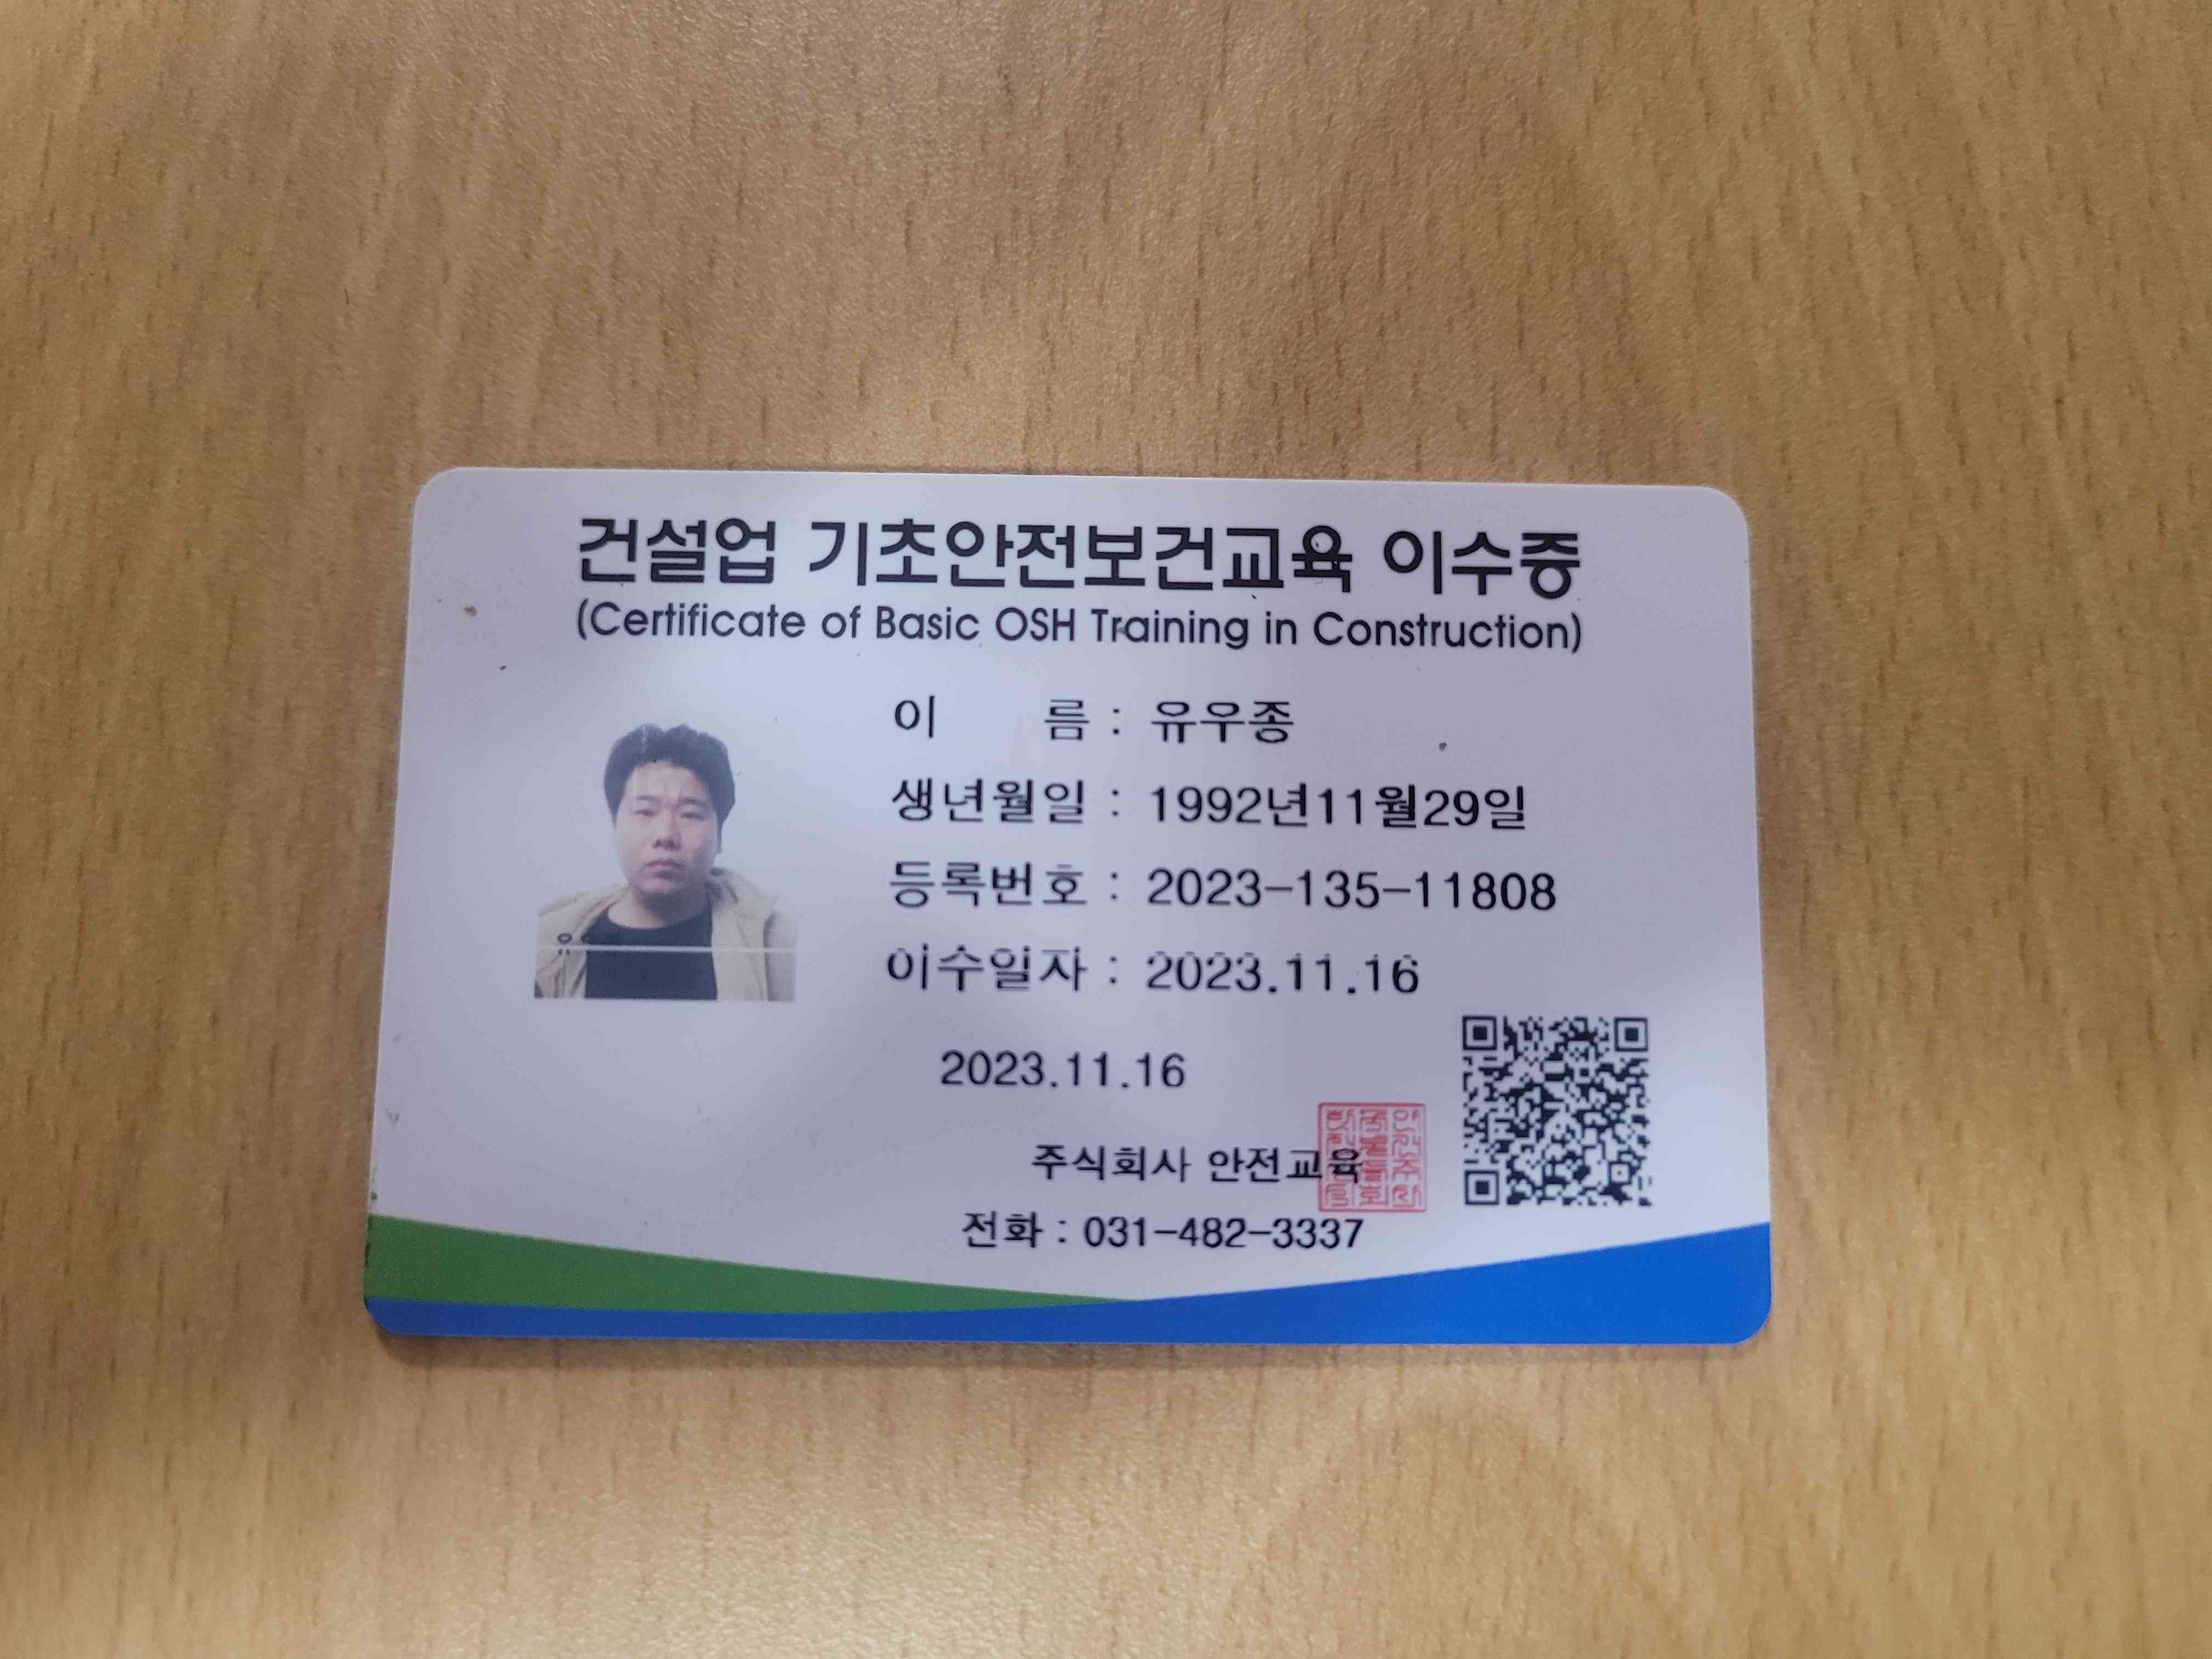 건설업 기초안전보건교육 이수증
(Certificate of Basic OSH Training in Construction)
이 름 : 유우종
생년월일 : 1992년11월29일
등록번호 : 2023-135-11808
이수일자 : 2023.11.16
2023.11.16
주식회사 안전교육
전화 : 031-482-3337